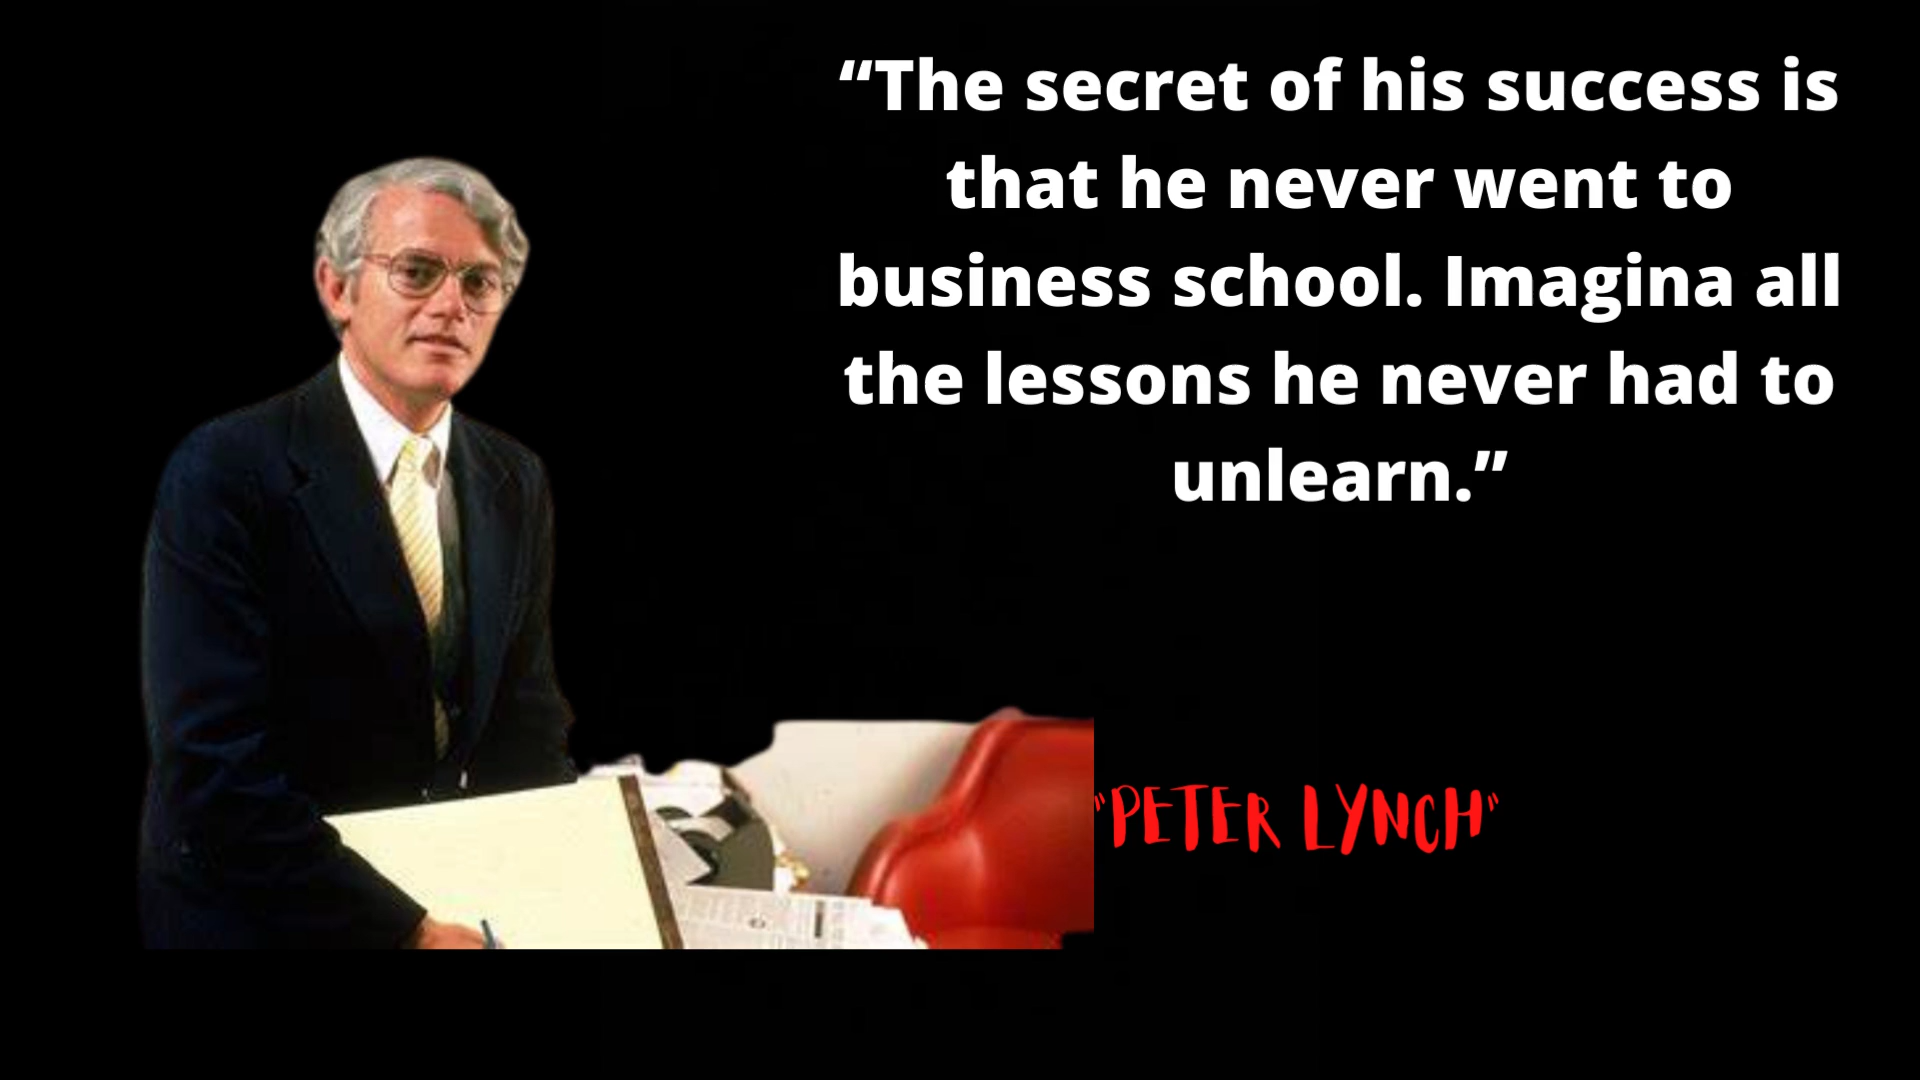 “The secret of his success is
that he never went to
business school. Imagina all
the lessons he never had to
unlearn.”
"PETER LYNCH"